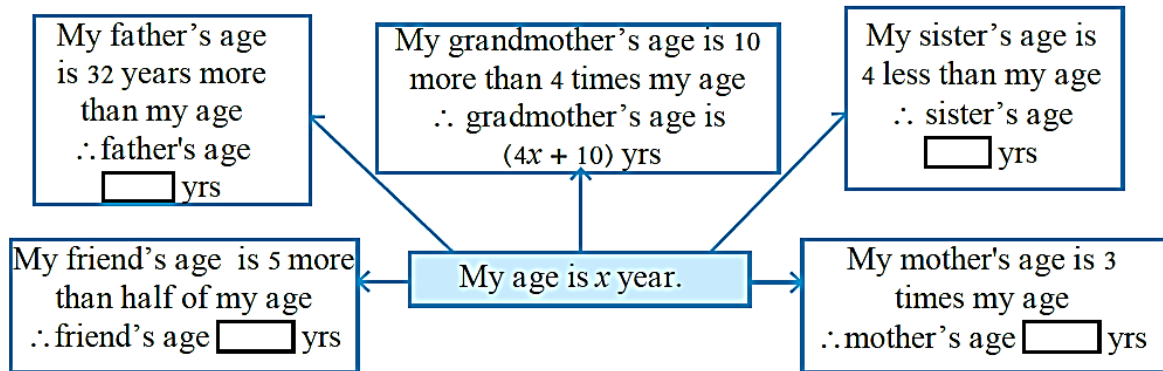 My father's age
is 32 years more
than my age
∴father's age
yrs
My grandmother's age is 10
more than 4 times my age
∴ gradmother's age is
(4x + 10) yrs
My sister's age is
4 less than my age
∴ sister's age
yrs
My friend's age is 5 more
than half of my age
∴friend's age yrs
My age is x year.
My mother's age is 3
times my age
∴mother's age yrs